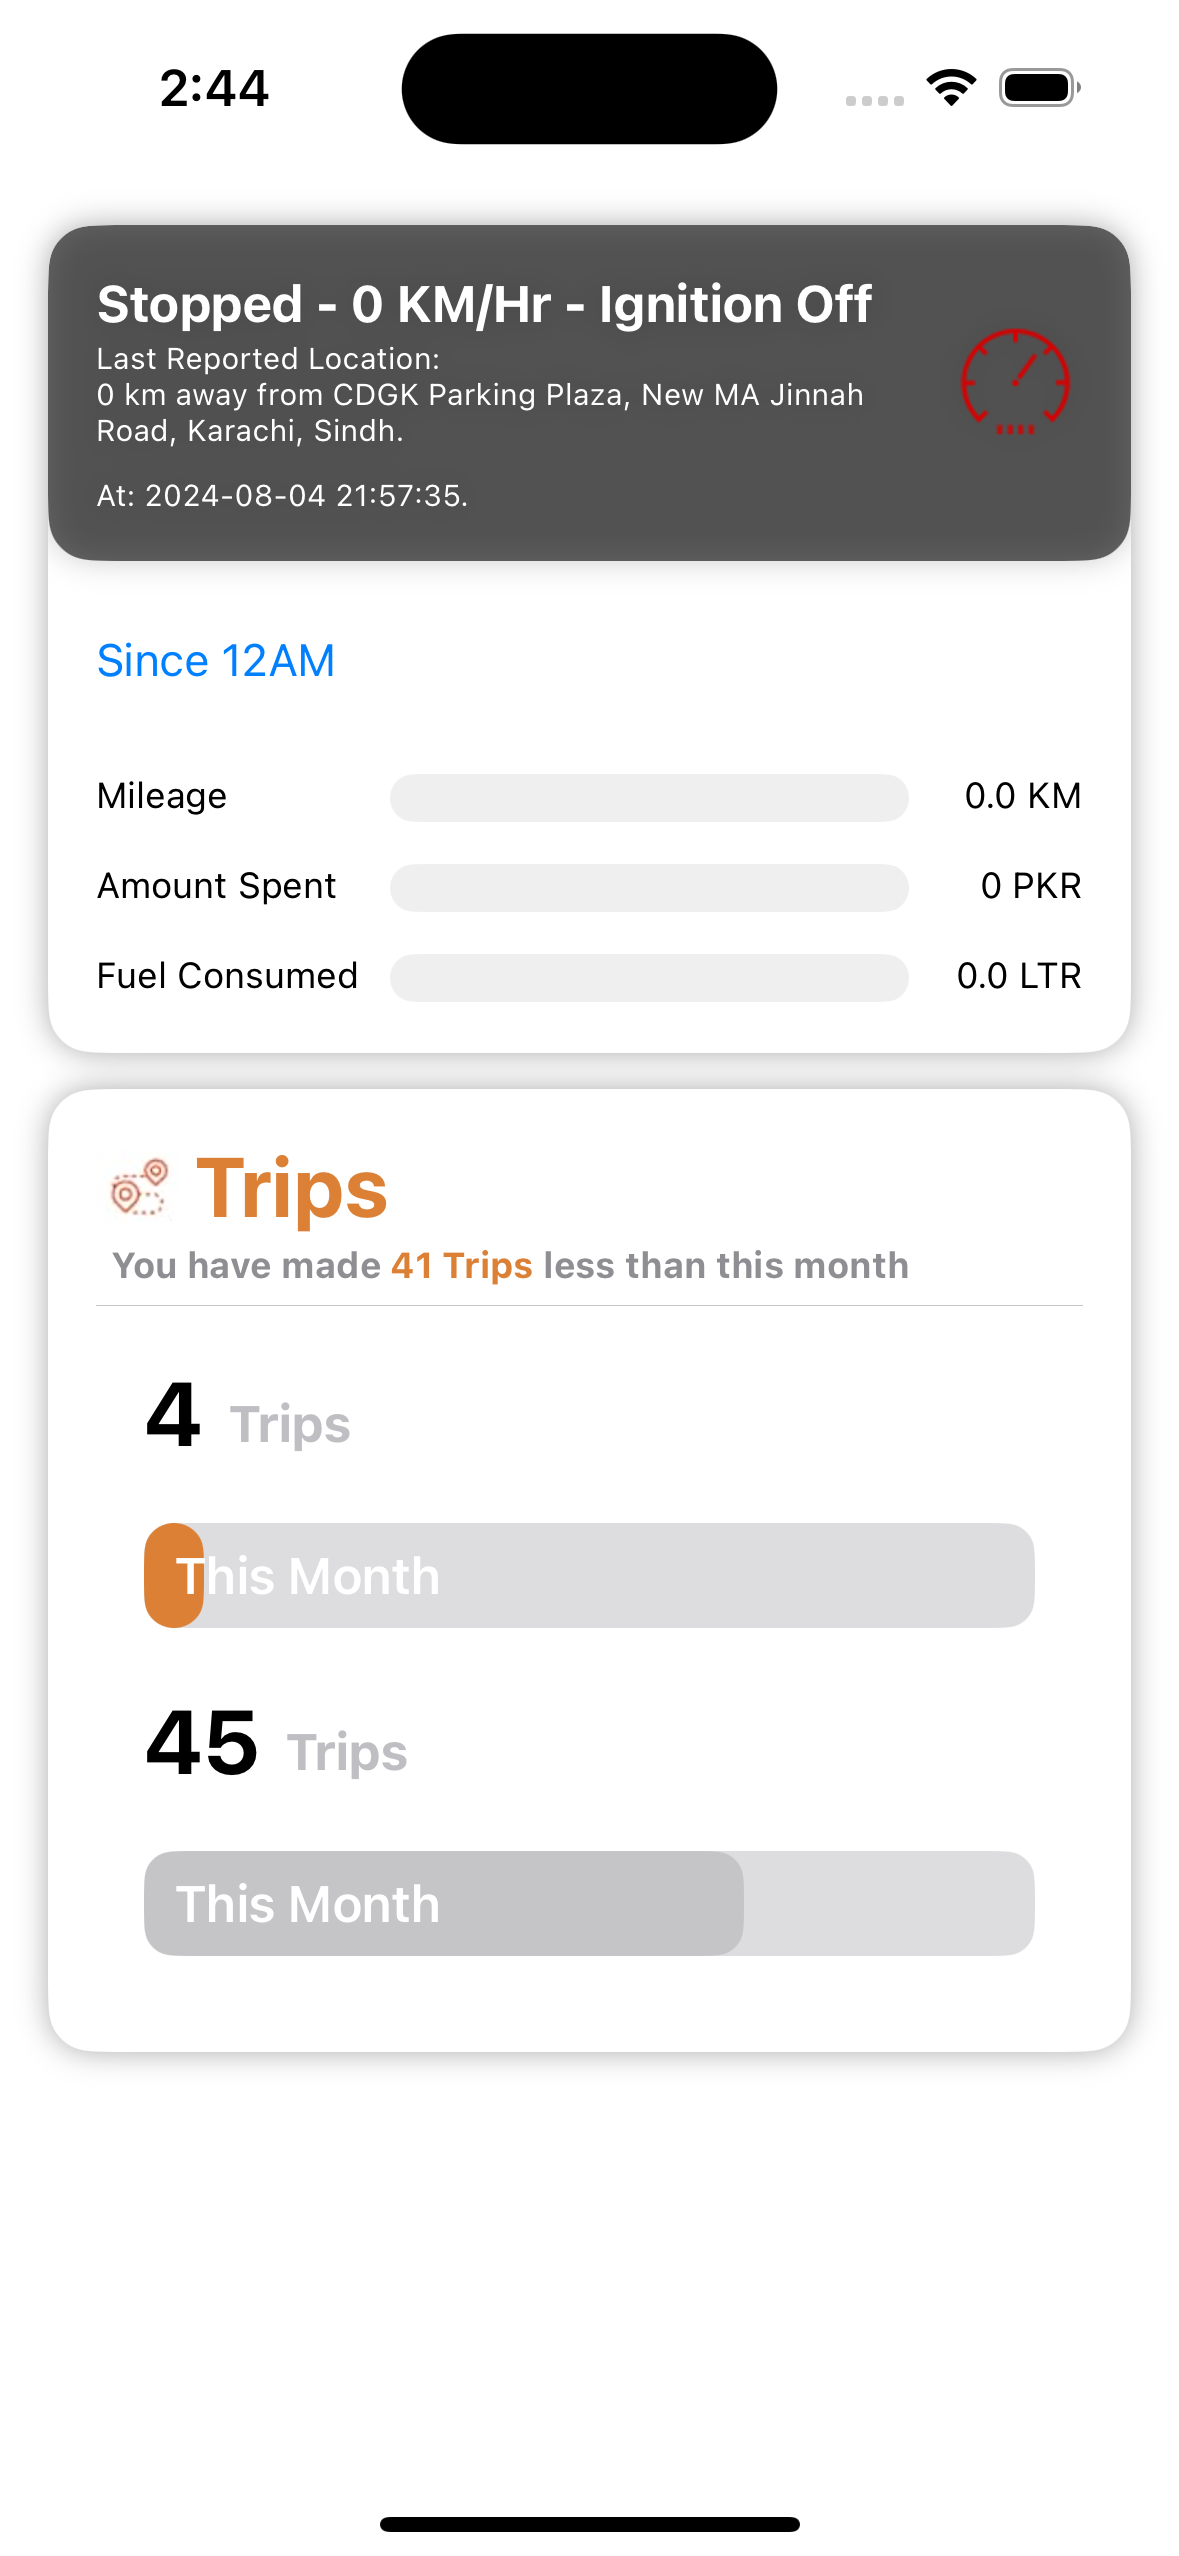 2:44
Stopped - 0 KM/Hr - Ignition Off
Last Reported Location:
0 km away from CDGK Parking Plaza, New MA Jinnah
Road, Karachi, Sindh.
At: 2024-08-04 21:57:35.
Since 12AM
Mileage 0.0 KM
Amount Spent 0 PKR
Fuel Consumed 0.0 LTR
Trips
You have made 41 Trips less than this month
4 Trips
This Month
45 Trips
This Month